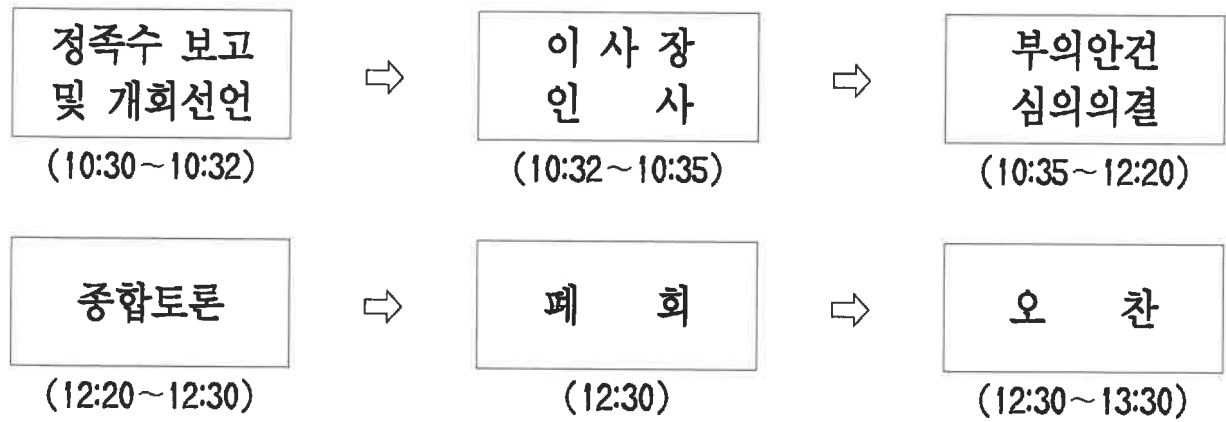 정족수 보고
및 개회선언
⇨
이 사 장
인 사
⇨
부의안건
심의의결
(10:30~10:32)
(10:32~10:35)
(10:35~12:20)
종합토론
⇨
폐 회
⇨
오 찬
(12:20~12:30)
(12:30)
(12:30~13:30)